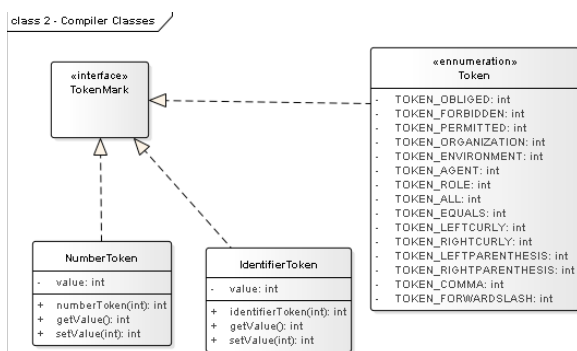 class 2 - Compiler Classes
«interface»
TokenMark
«ennumeration»
Token
- TOKEN_OBLIGED: int
- TOKEN_FORBIDDEN: int
- TOKEN_PERMITTED: int
- TOKEN_ORGANIZATION: int
- TOKEN_ENVIRONMENT: int
- TOKEN_AGENT: int
- TOKEN_ROLE: int
- TOKEN_ALL: int
- TOKEN_EQUALS: int
- TOKEN_LEFTCURLY: int
- TOKEN_RIGHTCURLY: int
- TOKEN_LEFTPARENTHESIS: int
- TOKEN_RIGHTPARENTHESIS: int
- TOKEN_COMMA: int
- TOKEN_FORWARDSLASH: int
NumberToken
- value: int
+ numberToken(int): int
+ getValue(): int
+ setValue(int): int
IdentifierToken
- value: int
+ identifierToken(int): int
+ getValue(): int
+ setValue(int): int